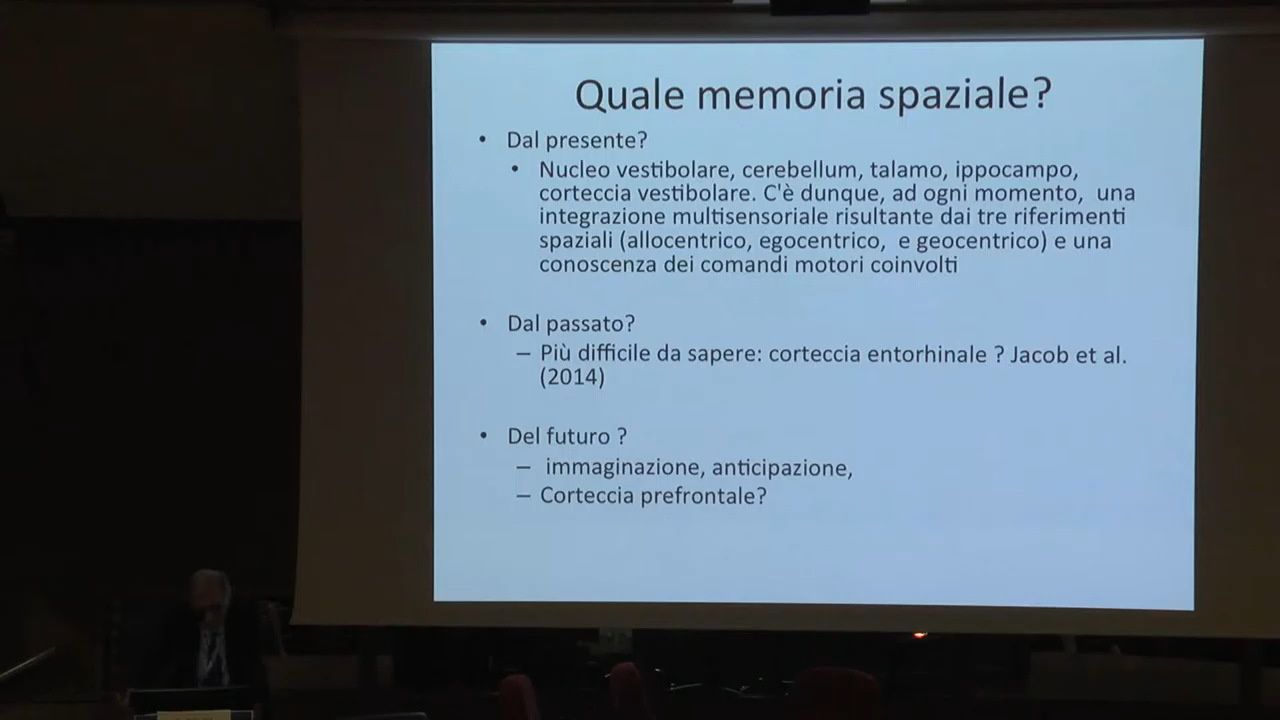 Quale memoria spaziale?
• Dal presente?
• Nucleo vestibolare, cerebellum, talamo, ippocampo,
corteccia vestibolare. C'è dunque, ad ogni momento, una
integrazione multisensoriale risultante dai tre riferimenti
spaziali (allocentrico, egocentrico, e geocentrico) e una
conoscenza dei comandi motori coinvolti
• Dal passato?
– Più difficile da sapere: corteccia entorhinale ? Jacob et al.
(2014)
• Del futuro ?
– immaginazione, anticipazione,
– Corteccia prefrontale?